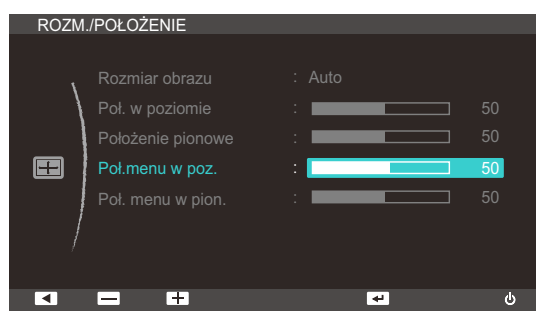 ROZM./POŁOŻENIE
Rozmiar obrazu : Auto
Poł. w poziomie : 50
Położenie pionowe : 50
Poł.menu w poz. : 50
Poł. menu w pion. : 50